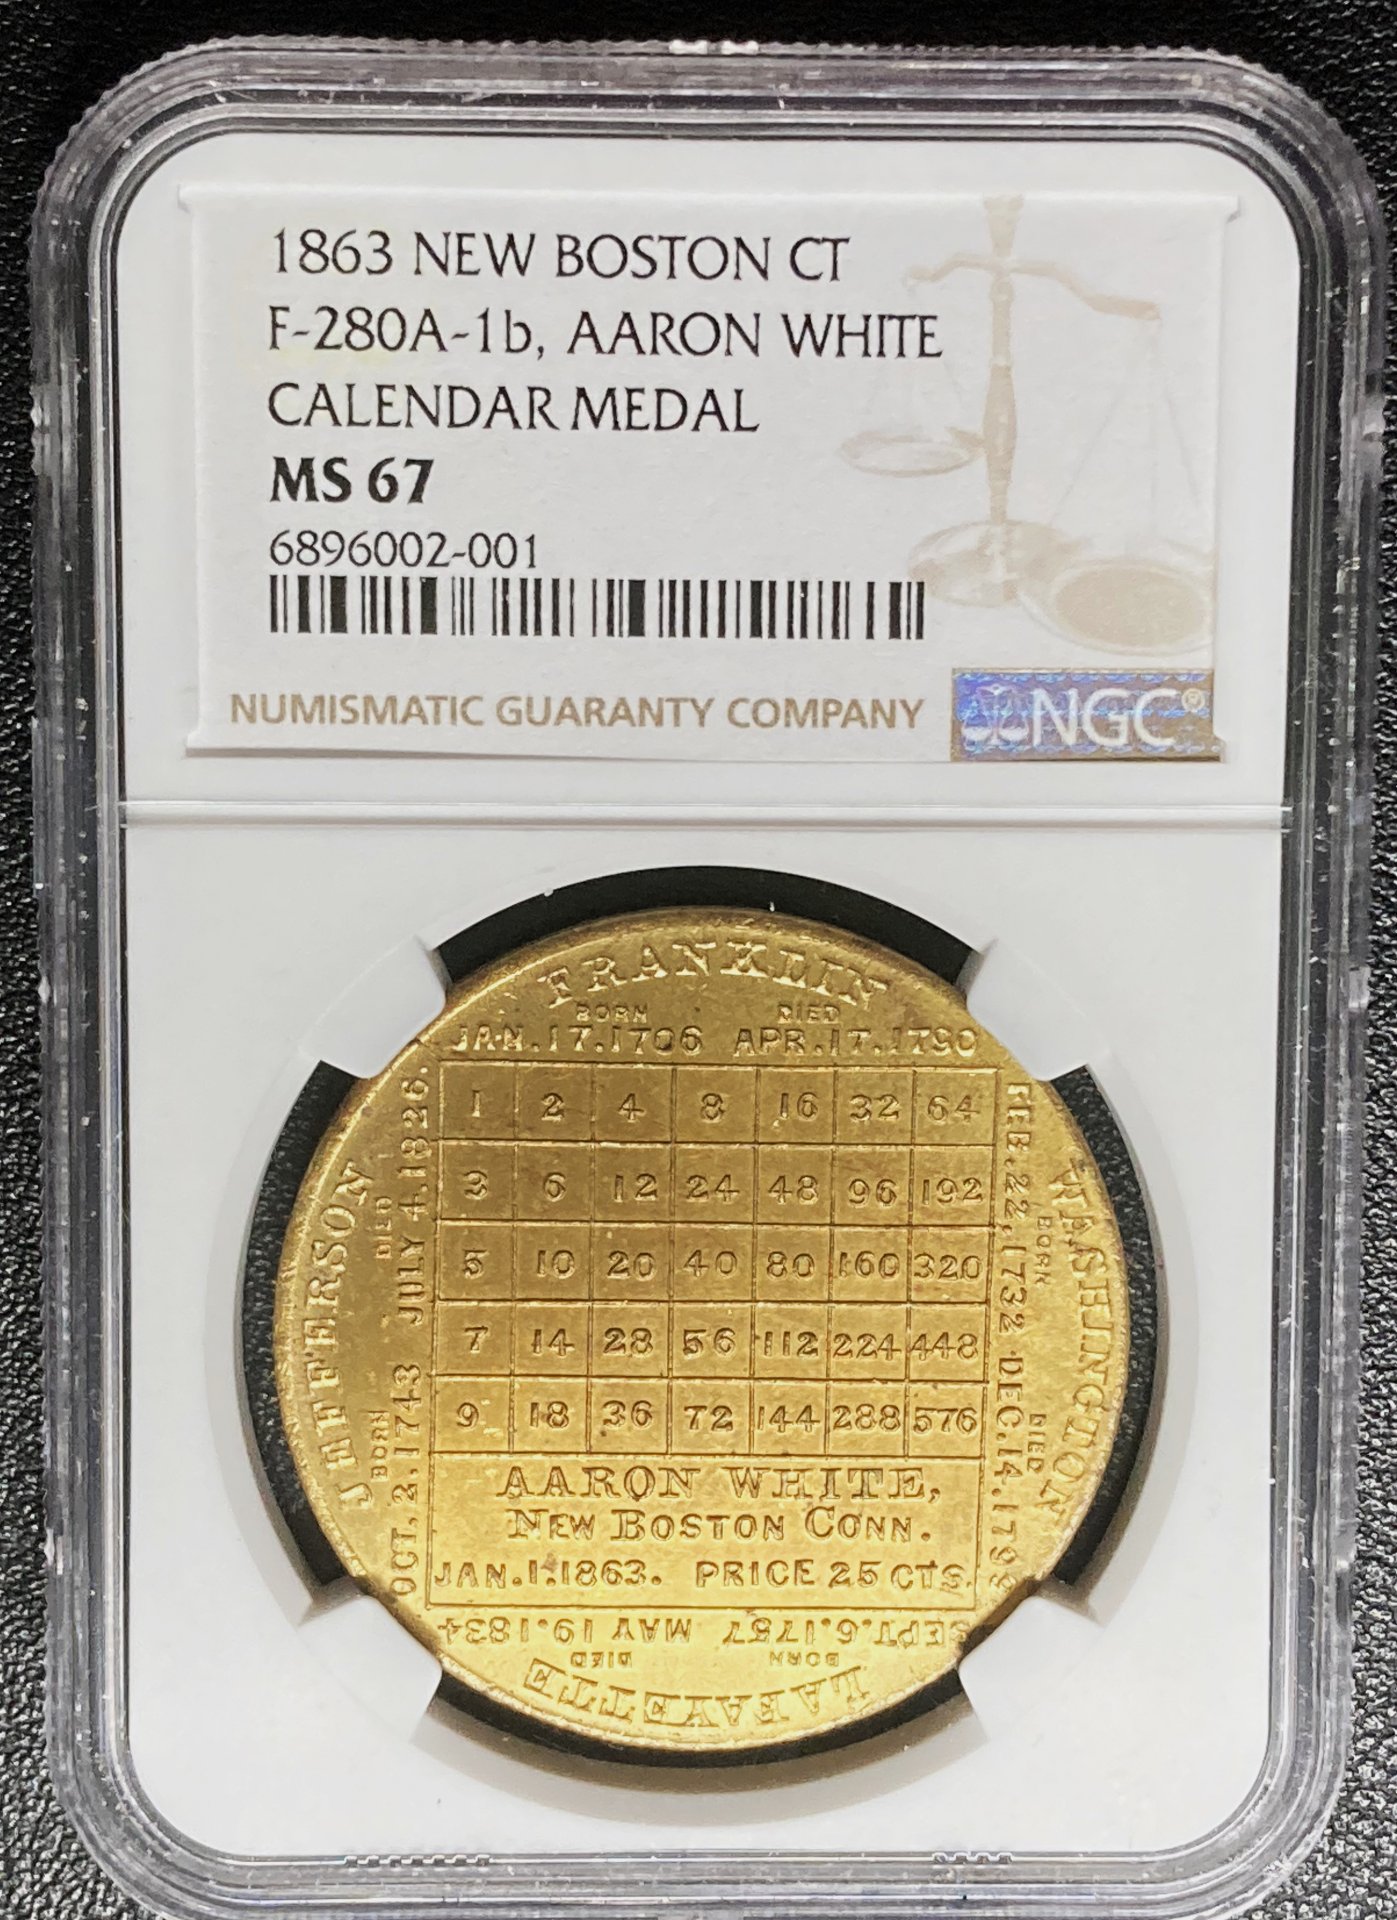 1863 NEW BOSTON CT
F-280A-1b, AARON WHITE
CALENDAR MEDAL
MS 67
6896002-001
NUMISMATIC GUARANTY COMPANY
NGC®
FRANKLIN
BORN DIED
JAN.17.1706 APR.17.1790
WASHINGTON
BORN DIED
FEB.22,1732 DEC.14.1799
LAFAYETTE
BORN DIED
SEPT.6.1757 MAY 19.1834
JEFFERSON
BORN DIED
OCT.2.1743 JULY 4.1826.
1 2 4 8 16 32 64
3 6 12 24 48 96 192
5 10 20 40 80 160 320
7 14 28 56 112 224 448
9 18 36 72 144 288 576
AARON WHITE,
NEW BOSTON CONN.
JAN.1.1863. PRICE 25 CTS.